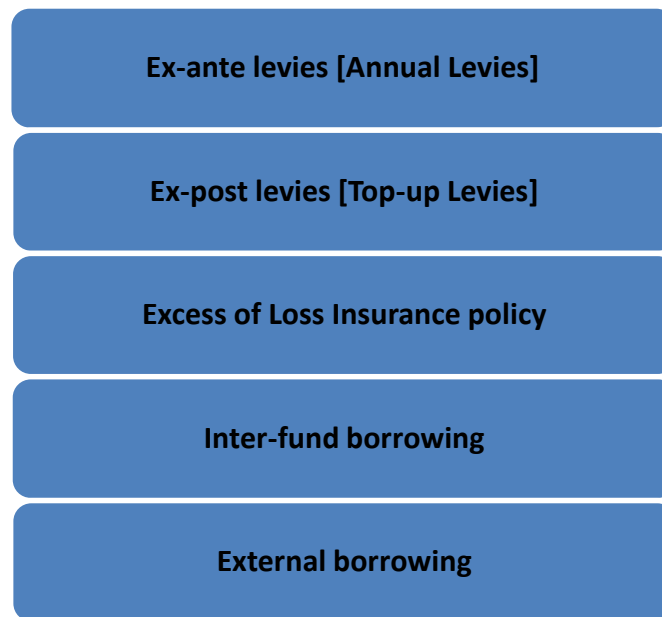 Ex-ante levies [Annual Levies]
Ex-post levies [Top-up Levies]
Excess of Loss Insurance policy
Inter-fund borrowing
External borrowing